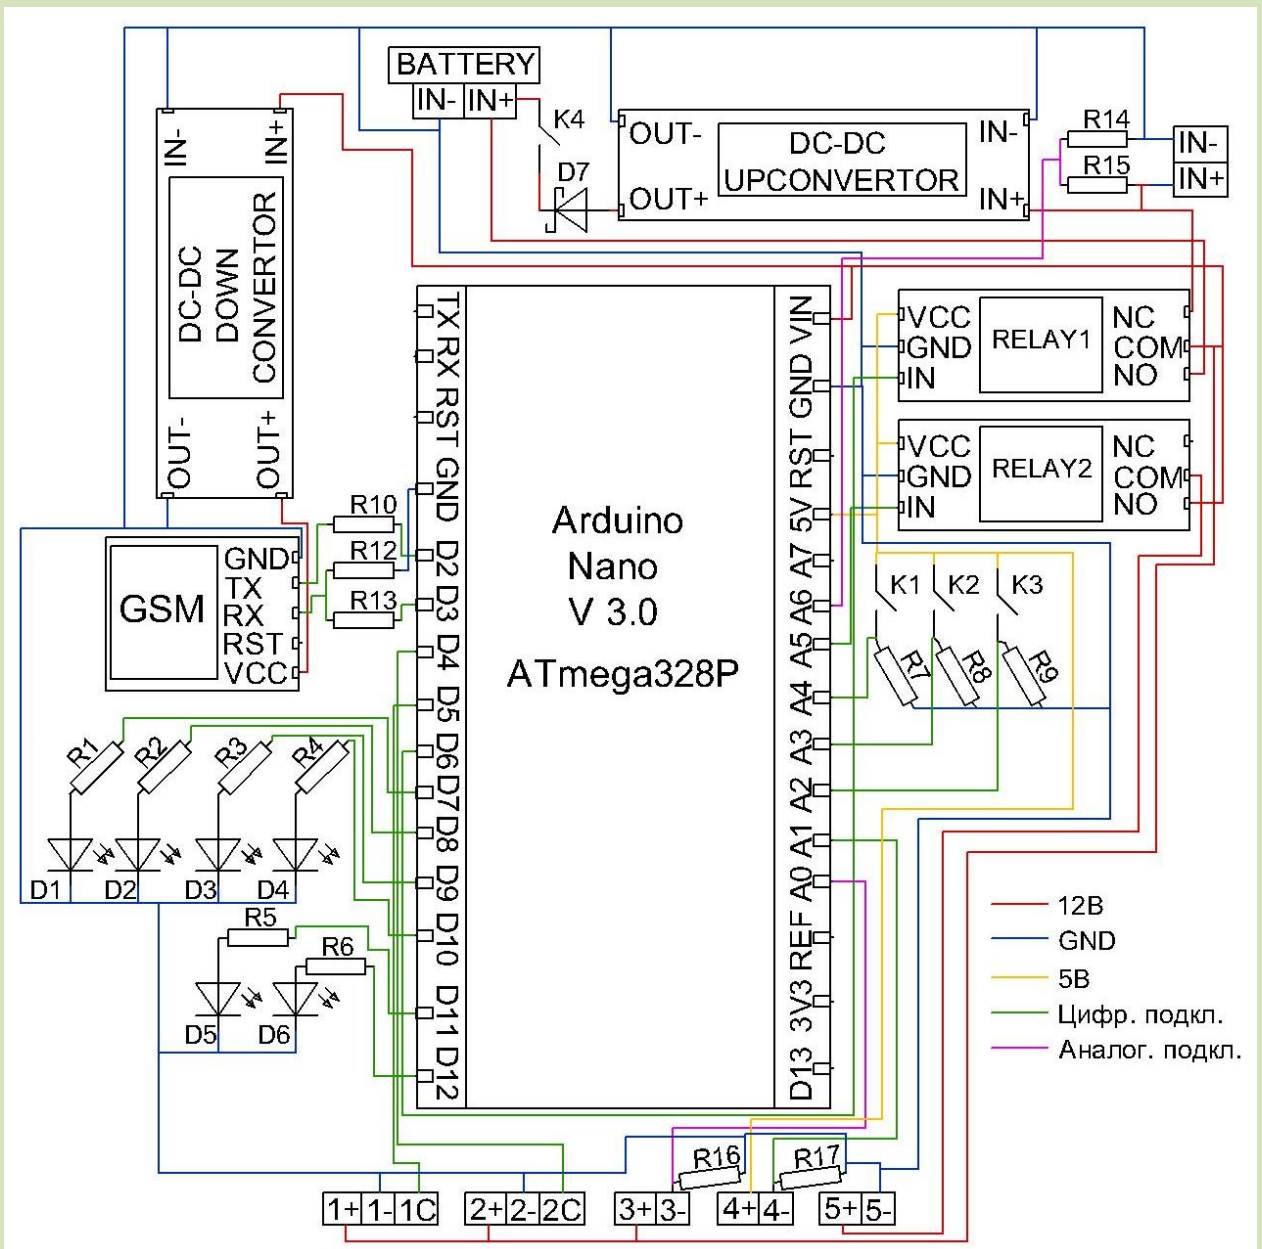 BATTERY
IN- IN+
K4
D7
OUT-
OUT+
DC-DC
UPCONVERTOR
IN-
IN+
R14
R15
IN-
IN+
IN-
IN+
DC-DC
DOWN
CONVERTOR
OUT-
OUT+
TX
RX
RST
GND
D2
D3
D4
D5
D6
D7
D8
D9
D10
D11
D12
Arduino
Nano
V 3.0
ATmega328P
VIN
GND
RST
5V
A7
A6
A5
A4
A3
A2
A1
A0
REF
3V3
D13
VCC
GND
IN
RELAY1
NC
COM
NO
VCC
GND
IN
RELAY2
NC
COM
NO
R10
R12
R13
GSM
GND
TX
RX
RST
VCC
K1 K2 K3
R7 R8 R9
R1 R2 R3 R4
D1 D2 D3 D4
R5
R6
D5 D6
12В
GND
5В
Цифр. подкл.
Аналог. подкл.
R16 R17
1+ 1- 1C 2+ 2- 2C 3+ 3- 4+ 4- 5+ 5-